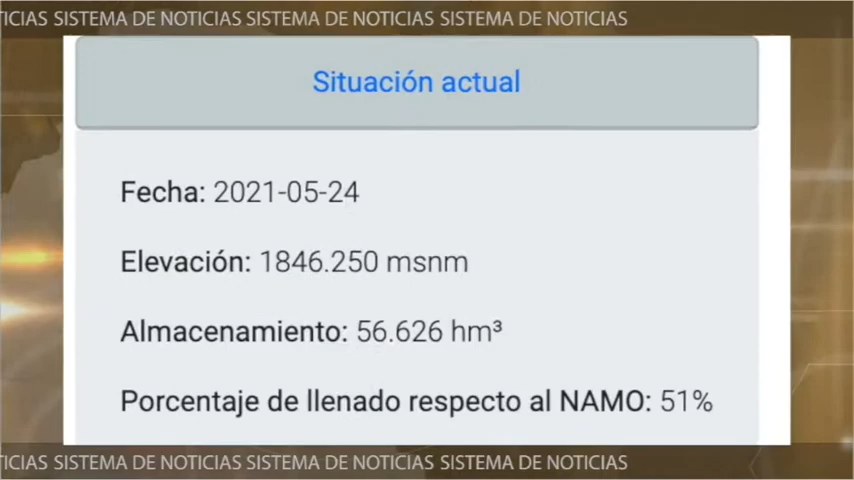 TICIAS SISTEMA DE NOTICIAS SISTEMA DE NOTICIAS SISTEMA DE NOTICIAS
Situación actual
Fecha: 2021-05-24
Elevación: 1846.250 msnm
Almacenamiento: 56.626 hm³
Porcentaje de llenado respecto al NAMO: 51%
TICIAS SISTEMA DE NOTICIAS SISTEMA DE NOTICIAS SISTEMA DE NOTICIAS